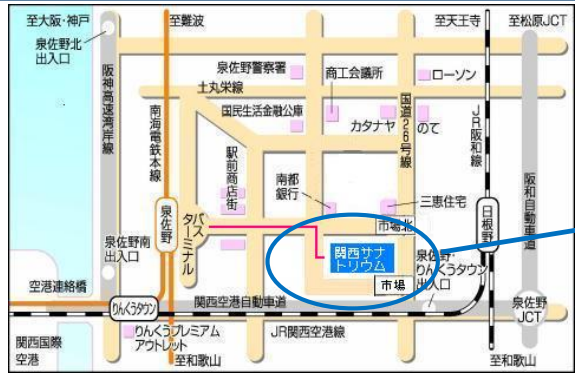 至大阪・神戸
至難波
至天王寺
至松原JCT
泉佐野北
出入口
泉佐野警察署
商工会議所
ローソン
土丸栄線
阪神高速湾岸線
南海電鉄本線
国民生活金融公庫
カタナヤ
国道26号線
のて
JR阪和線
駅前商店街
南都
銀行
三恵住宅
阪和自動車道
泉佐野
バス
ターミナル
市場北
日根野
泉佐野南
出入口
関西サナ
トリウム
泉佐野・
りんくうタウン
出入口
空港連絡橋
市場
りんくうタウン
関西空港自動車道
泉佐野
JCT
りんくうプレミアム
アウトレット
JR関西空港線
関西国際
空港
至和歌山
至和歌山